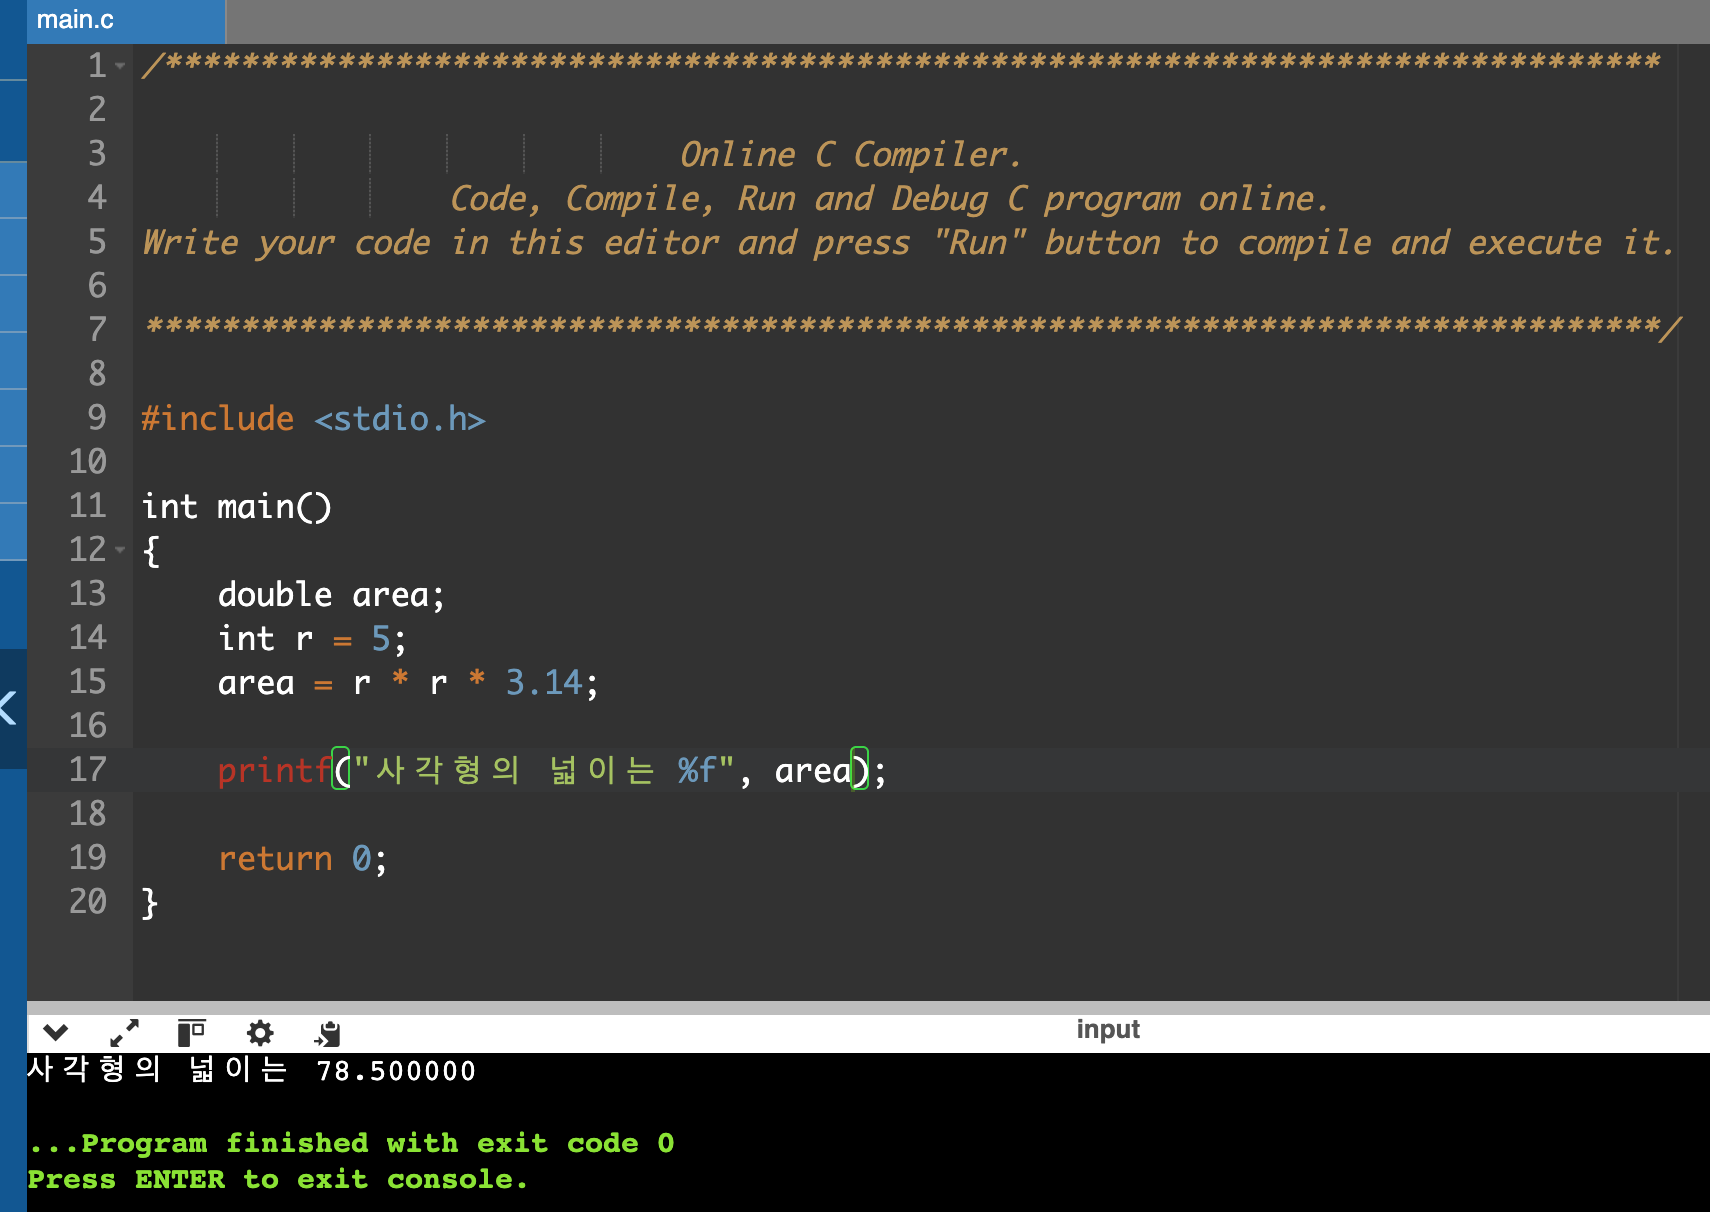 main.c
1 /******************************************************************************
2
3 Online C Compiler.
4 Code, Compile, Run and Debug C program online.
5 Write your code in this editor and press "Run" button to compile and execute it.
6
7 *******************************************************************************/
8
9 #include <stdio.h>
10
11 int main()
12 {
13 double area;
14 int r = 5;
15 area = r * r * 3.14;
16
17 printf("사각형의 넓이는 %f", area);
18
19 return 0;
20 }
input
사각형의 넓이는 78.500000
...Program finished with exit code 0
Press ENTER to exit console.